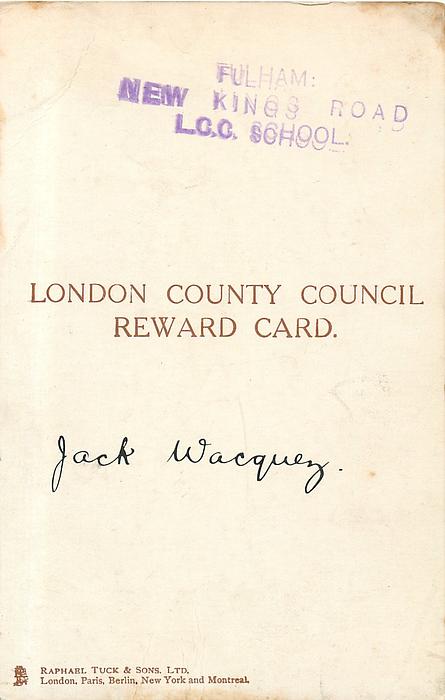 FULHAM:
NEW KINGS ROAD
L.C.C. SCHOOL.
LONDON COUNTY COUNCIL
REWARD CARD.
Jack Wacquez.
RAPHAEL TUCK & SONS, LTD.
London, Paris, Berlin, New York and Montreal.